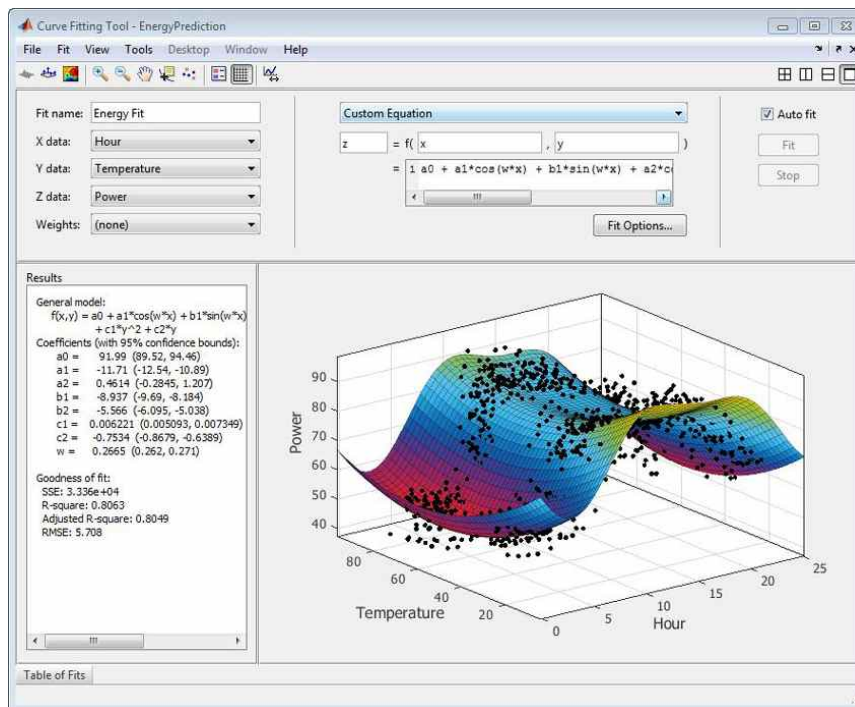 Curve Fitting Tool - EnergyPrediction
File Fit View Tools Desktop Window Help
Fit name: Energy Fit
X data: Hour
Y data: Temperature
Z data: Power
Weights: (none)
Custom Equation
z = f( x , y )
= 1 a0 + a1*cos(w*x) + b1*sin(w*x) + a2*c
Fit Options...
Auto fit
Fit
Stop
Results
General model:
f(x,y) = a0 + a1*cos(w*x) + b1*sin(w*x)
+ c1*y^2 + c2*y
Coefficients (with 95% confidence bounds):
a0 = 91.99 (89.52, 94.46)
a1 = -11.71 (-12.54, -10.89)
a2 = 0.4614 (-0.2845, 1.207)
b1 = -8.937 (-9.69, -8.184)
b2 = -5.566 (-6.095, -5.038)
c1 = 0.006221 (0.005093, 0.007349)
c2 = -0.7534 (-0.8679, -0.6389)
w = 0.2665 (0.262, 0.271)
Goodness of fit:
SSE: 3.336e+04
R-square: 0.8063
Adjusted R-square: 0.8049
RMSE: 5.708
90
80
70
60
50
40
Power
80
60
40
20
Temperature
0
5
10
15
20
25
Hour
Table of Fits